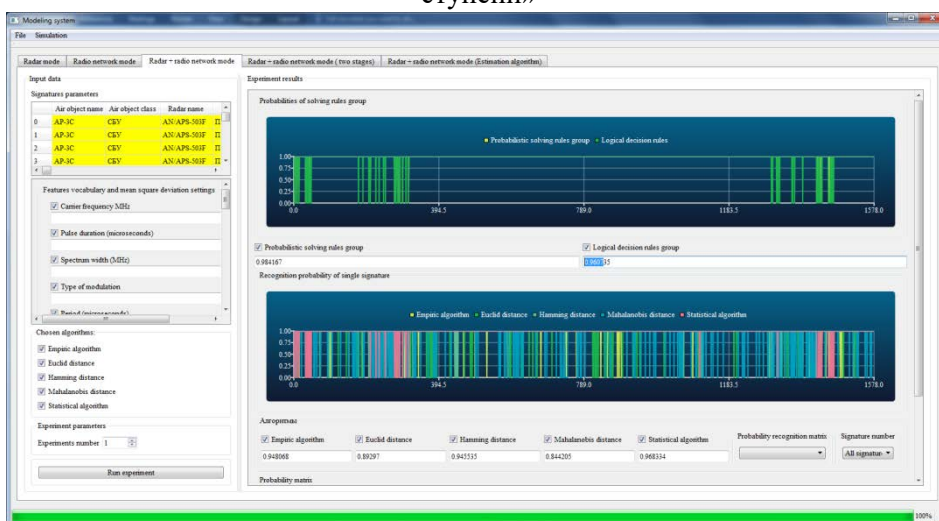 ступени»
Modeling system
File Simulation
Radar mode Radio network mode Radar + radio network mode Radar + radio network mode ( two stages) Radar + radio network mode (Estimation algorithm)
Input data
Signatures parameters
Air object name Air object class Radar name
0 AP-3C СБУ AN/APS-503F П
1 AP-3C СБУ AN/APS-503F П
2 AP-3C СБУ AN/APS-503F П
3 AP-3C СБУ AN/APS-503F П
Features vocabulary and mean square deviation settings
Carrier frequency MHz
Pulse duration (microseconds)
Spectrum width (MHz)
Type of modulation
Period (microseconds)
Chosen algorithms:
Empiric algorithm
Euclid distance
Hamming distance
Mahalanobis distance
Statistical algorithm
Experiment parameters
Experiments number 1
Run experiment
Experiment results
Probabilities of solving rules group
Probabilistic solving rules group Logical decision rules
1.00
0.75
0.50
0.25
0.00
0.0 394.5 789.0 1183.5 1578.0
Probabilistic solving rules group Logical decision rules group
0.984167 0.960735
Recognition probability of single signature
Empiric algorithm Euclid distance Hamming distance Mahalanobis distance Statistical algorithm
1.00
0.75
0.50
0.25
0.00
0.0 394.5 789.0 1183.5 1578.0
Алгоритмы
Empiric algorithm Euclid distance Hamming distance Mahalanobis distance Statistical algorithm Probability recognition matrix Signature number
0.948068 0.89297 0.945535 0.844205 0.968334 All signatur
Probability matrix
100%